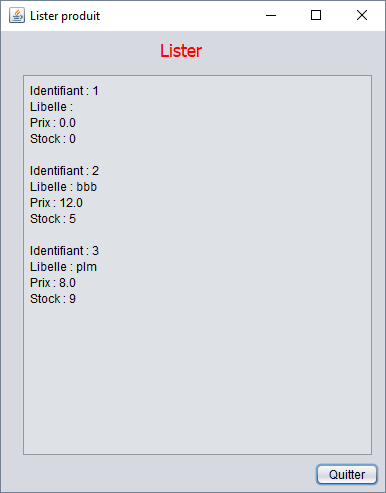 Lister produit
Lister
Identifiant : 1
Libelle :
Prix : 0.0
Stock : 0
Identifiant : 2
Libelle : bbb
Prix : 12.0
Stock : 5
Identifiant : 3
Libelle : plm
Prix : 8.0
Stock : 9
Quitter